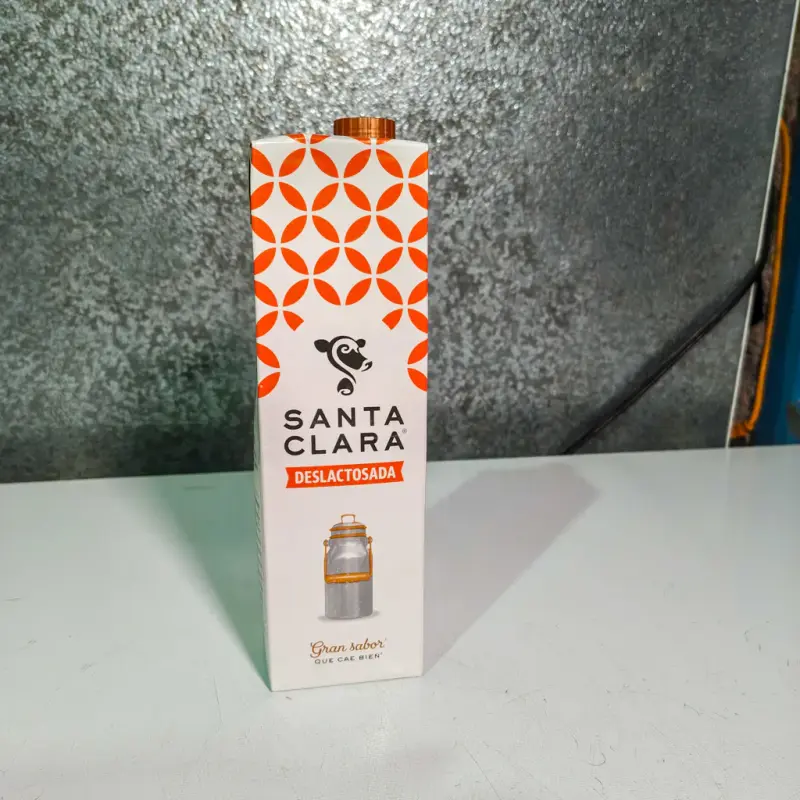 SANTA
CLARA®
DESLACTOSADA
'Gran sabor'
QUE CAE BIEN'